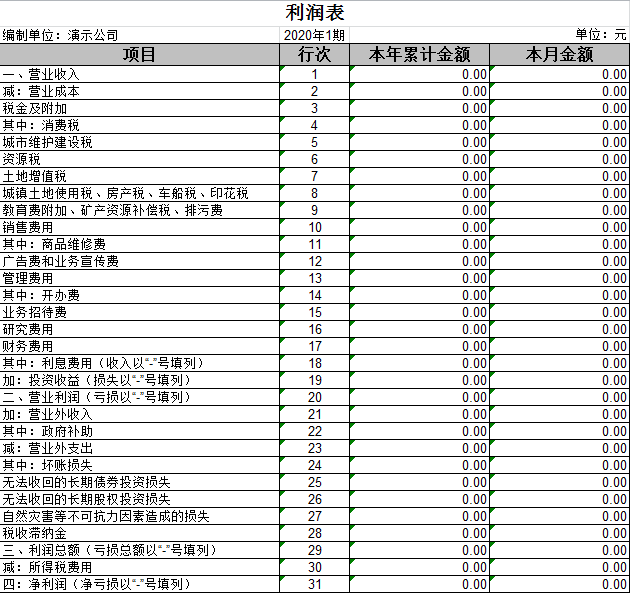 利润表
编制单位：演示公司 2020年1期 单位：元
项目 行次 本年累计金额 本月金额
一、营业收入 1 0.00 0.00
减：营业成本 2 0.00 0.00
税金及附加 3 0.00 0.00
其中：消费税 4 0.00 0.00
城市维护建设税 5 0.00 0.00
资源税 6 0.00 0.00
土地增值税 7 0.00 0.00
城镇土地使用税、房产税、车船税、印花税 8 0.00 0.00
教育费附加、矿产资源补偿税、排污费 9 0.00 0.00
销售费用 10 0.00 0.00
其中：商品维修费 11 0.00 0.00
广告费和业务宣传费 12 0.00 0.00
管理费用 13 0.00 0.00
其中：开办费 14 0.00 0.00
业务招待费 15 0.00 0.00
研究费用 16 0.00 0.00
财务费用 17 0.00 0.00
其中：利息费用（收入以“-”号填列） 18 0.00 0.00
加：投资收益（损失以“-”号填列） 19 0.00 0.00
二、营业利润（亏损以“-”号填列） 20 0.00 0.00
加：营业外收入 21 0.00 0.00
其中：政府补助 22 0.00 0.00
减：营业外支出 23 0.00 0.00
其中：坏账损失 24 0.00 0.00
无法收回的长期债券投资损失 25 0.00 0.00
无法收回的长期股权投资损失 26 0.00 0.00
自然灾害等不可抗力因素造成的损失 27 0.00 0.00
税收滞纳金 28 0.00 0.00
三、利润总额（亏损总额以“-”号填列） 29 0.00 0.00
减：所得税费用 30 0.00 0.00
四：净利润（净亏损以“-”号填列） 31 0.00 0.00